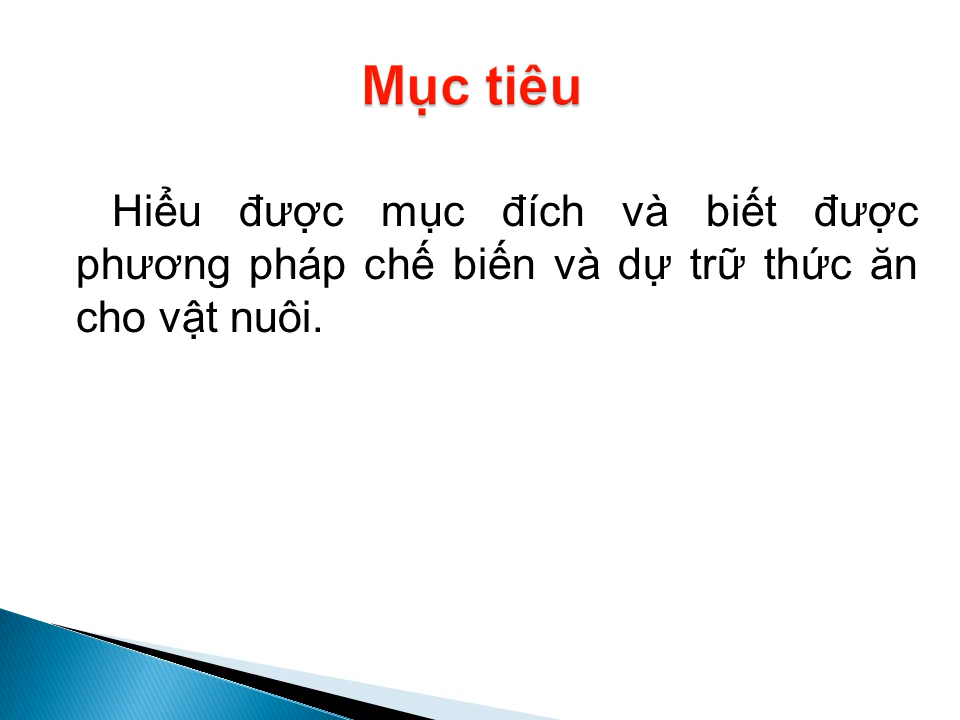 Mục tiêu
Hiểu được mục đích và biết được
phương pháp chế biến và dự trữ thức ăn
cho vật nuôi.